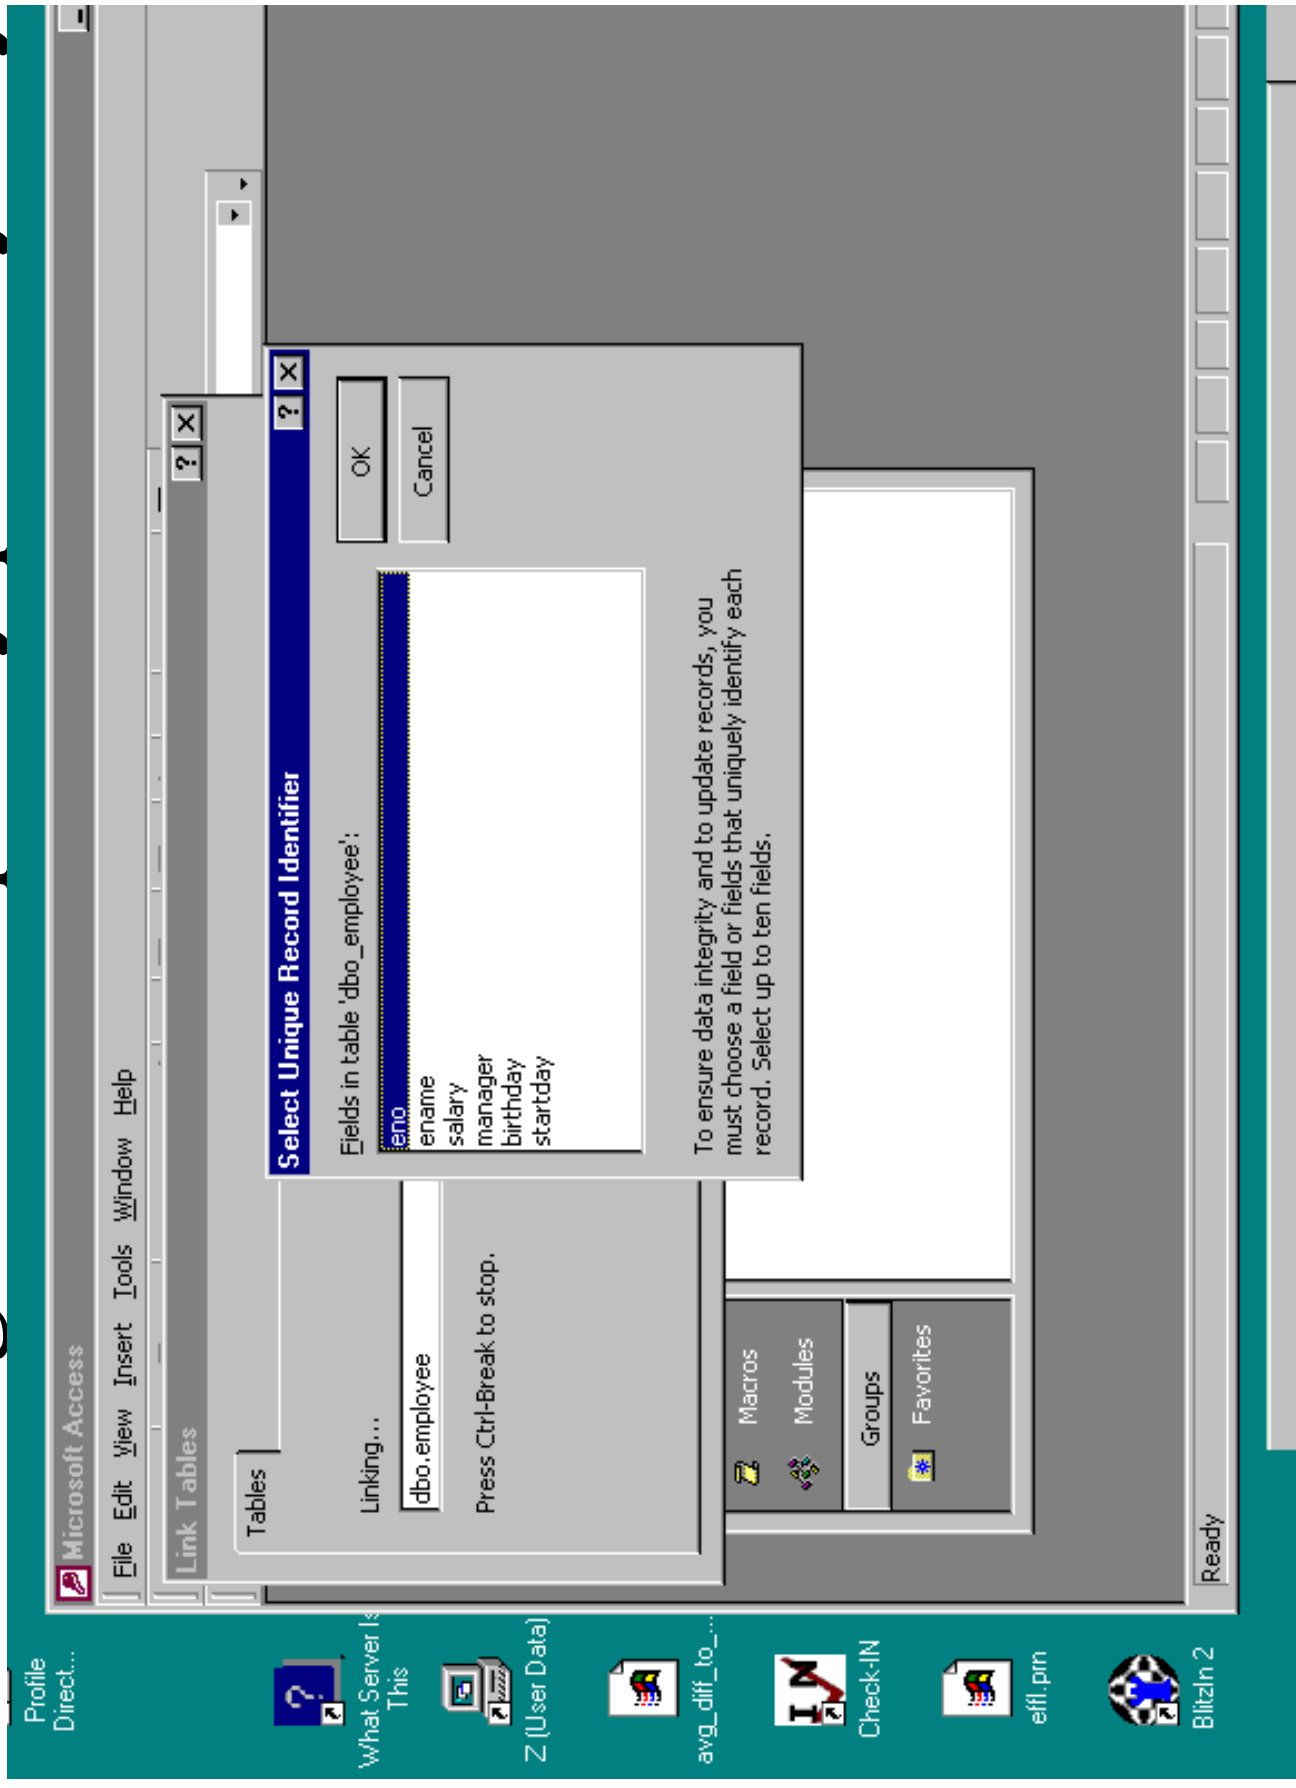 Microsoft Access
File Edit View Insert Tools Window Help
Link Tables
Tables
Linking...
dbo.employee
Press Ctrl-Break to stop.
Select Unique Record Identifier
Fields in table 'dbo_employee':
eno
ename
salary
manager
birthday
startday
OK
Cancel
To ensure data integrity and to update records, you
must choose a field or fields that uniquely identify each
record. Select up to ten fields.
Macros
Modules
Groups
Favorites
Ready
Profile
Direct...
What Server Is
This
Z (User Data)
avg_diff_to_...
IN
Check-IN
effl.prn
BlitzIn 2